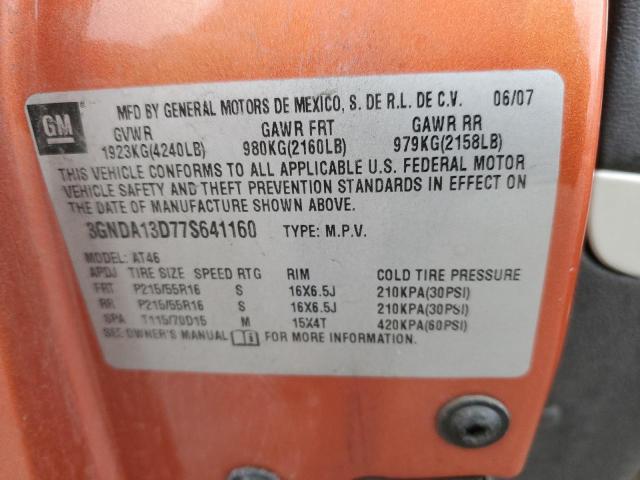 GM
MFD BY GENERAL MOTORS DE MEXICO, S. DE R.L. DE C.V. 06/07
GVWR GAWR FRT GAWR RR
1923KG(4240LB) 980KG(2160LB) 979KG(2158LB)
THIS VEHICLE CONFORMS TO ALL APPLICABLE U.S. FEDERAL MOTOR
VEHICLE SAFETY AND THEFT PREVENTION STANDARDS IN EFFECT ON
THE DATE OF MANUFACTURE SHOWN ABOVE.
3GNDA13D77S641160 TYPE: M.P.V.
MODEL: AT46
APDJ TIRE SIZE SPEED RTG RIM COLD TIRE PRESSURE
FRT P215/55R16 S 16X6.5J 210KPA(30PSI)
RR P215/55R16 S 16X6.5J 210KPA(30PSI)
SPA T115/70D15 M 15X4T 420KPA(60PSI)
SEE OWNER'S MANUAL FOR MORE INFORMATION